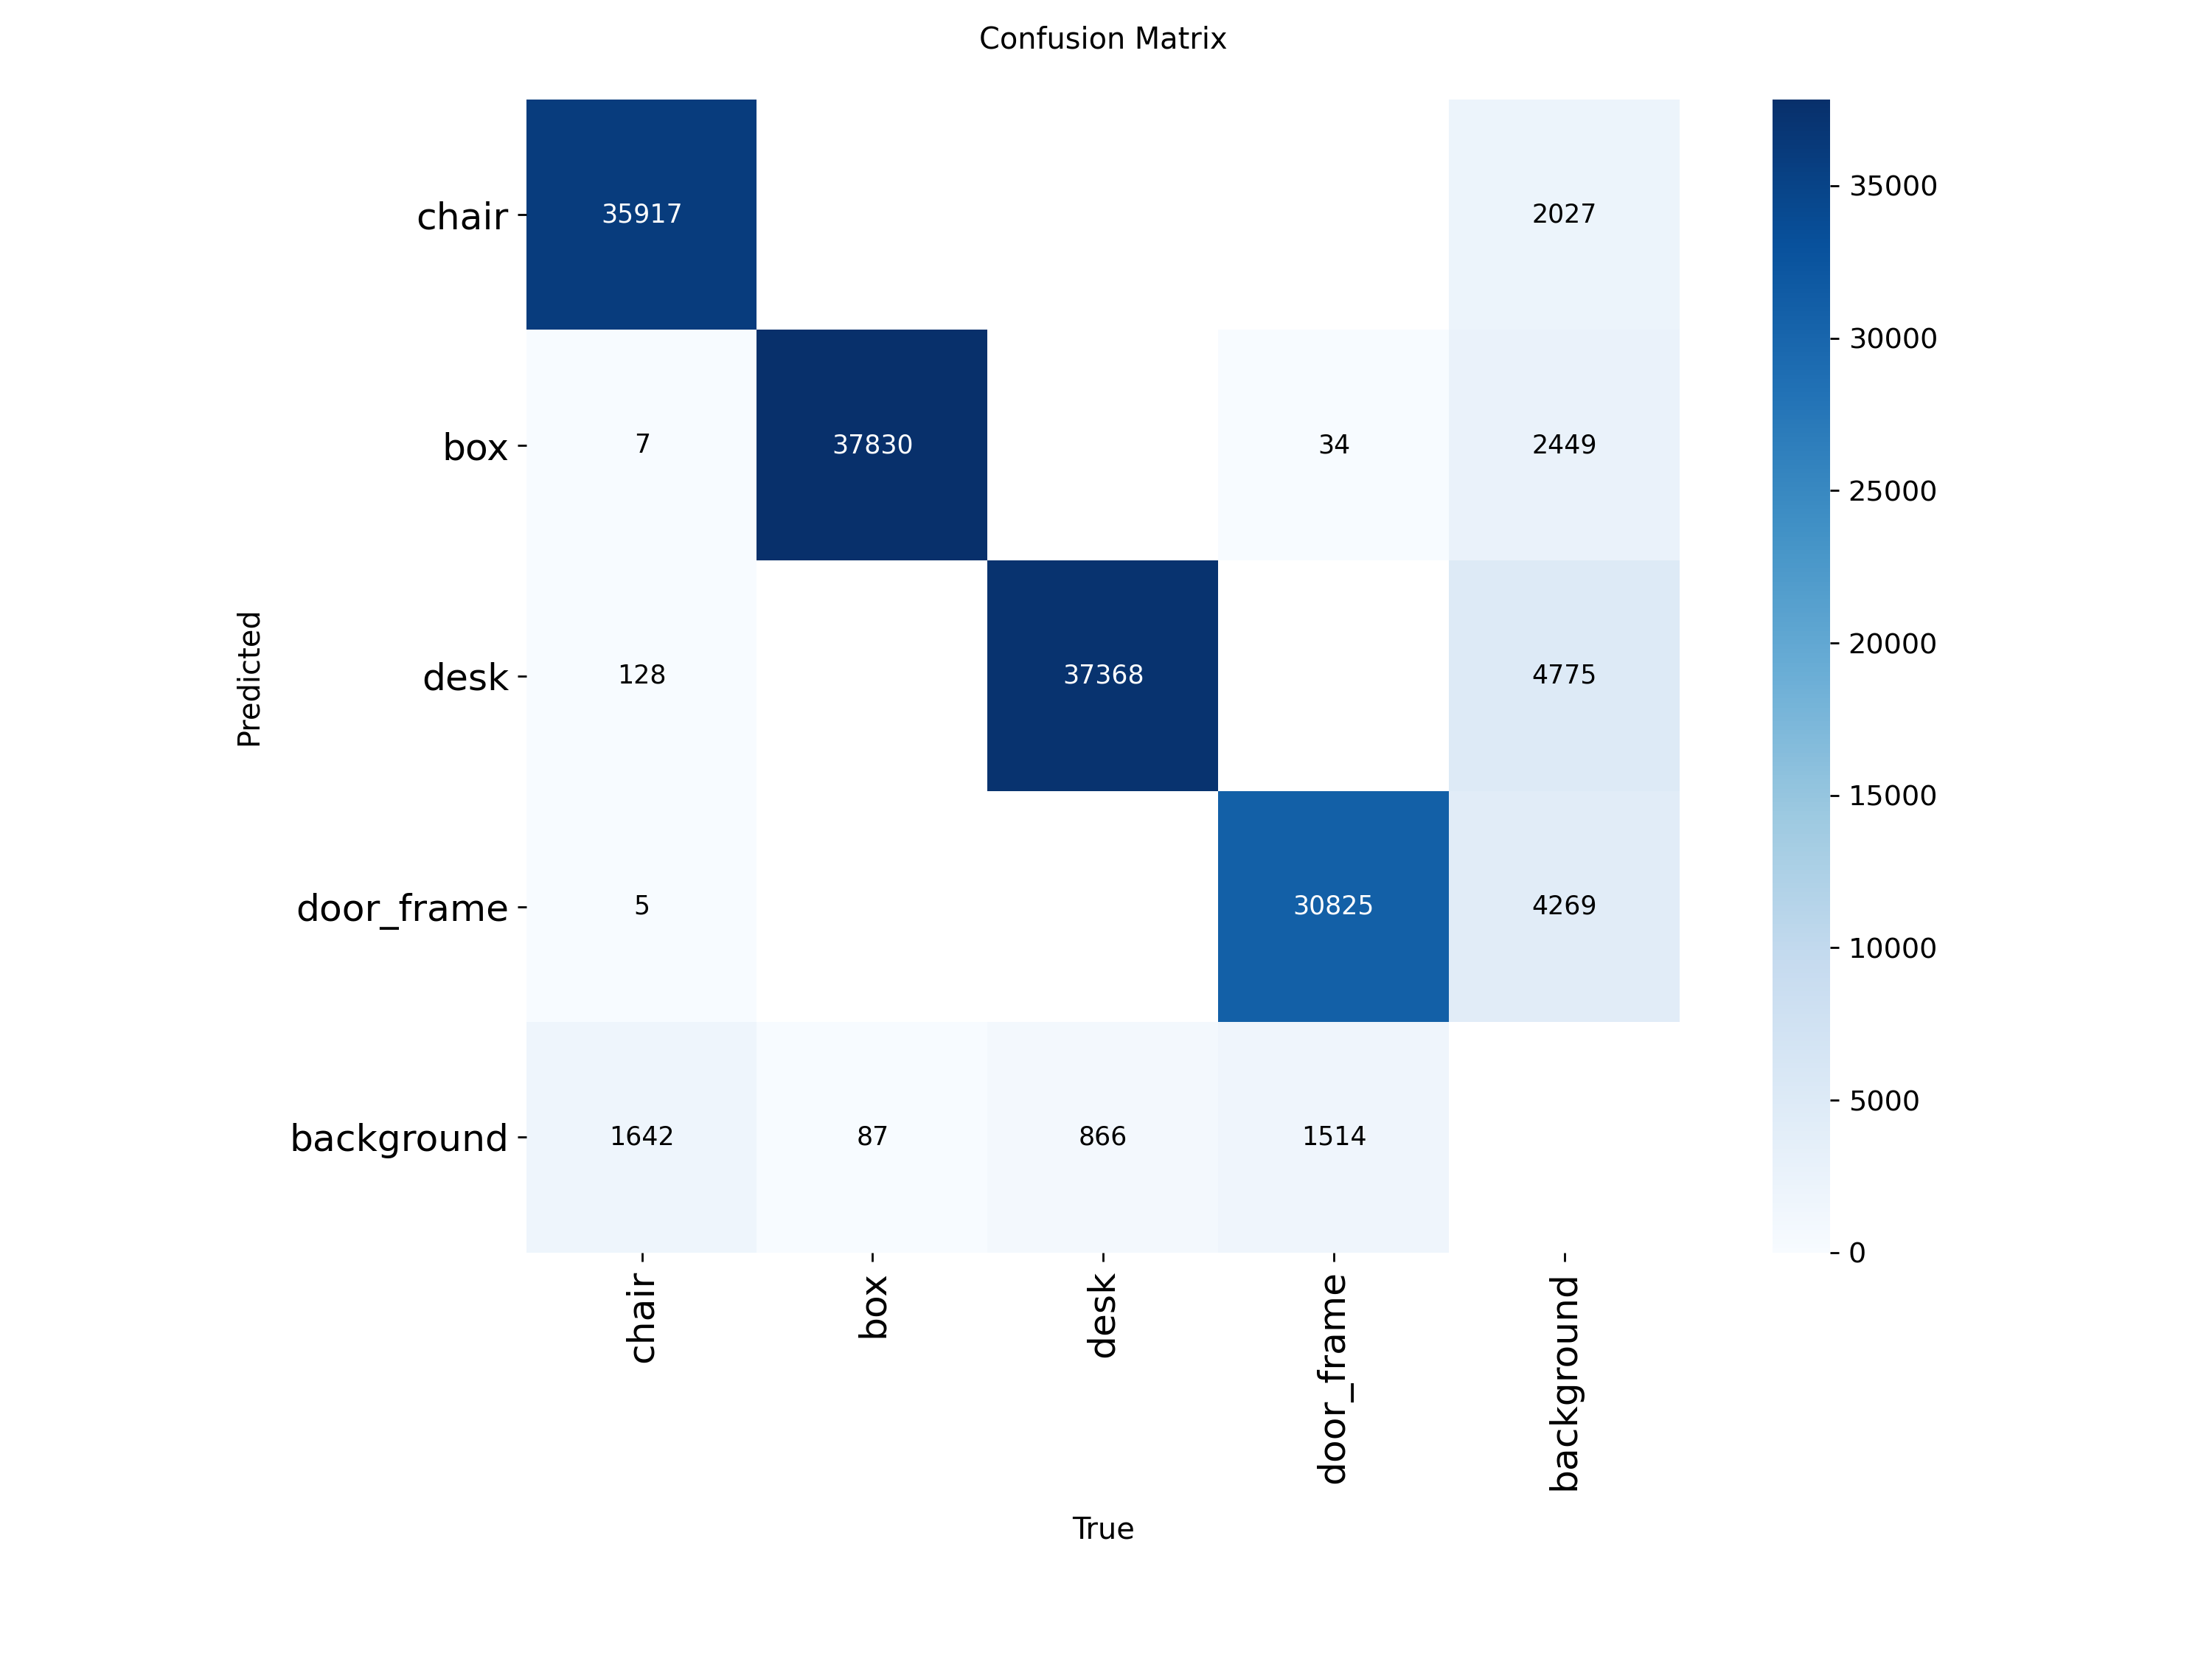 Confusion Matrix
Predicted
chair
35917
2027
box
7
37830
34
2449
desk
128
37368
4775
door_frame
5
30825
4269
background
1642
87
866
1514
chair
box
desk
door_frame
background
True
35000
30000
25000
20000
15000
10000
5000
0